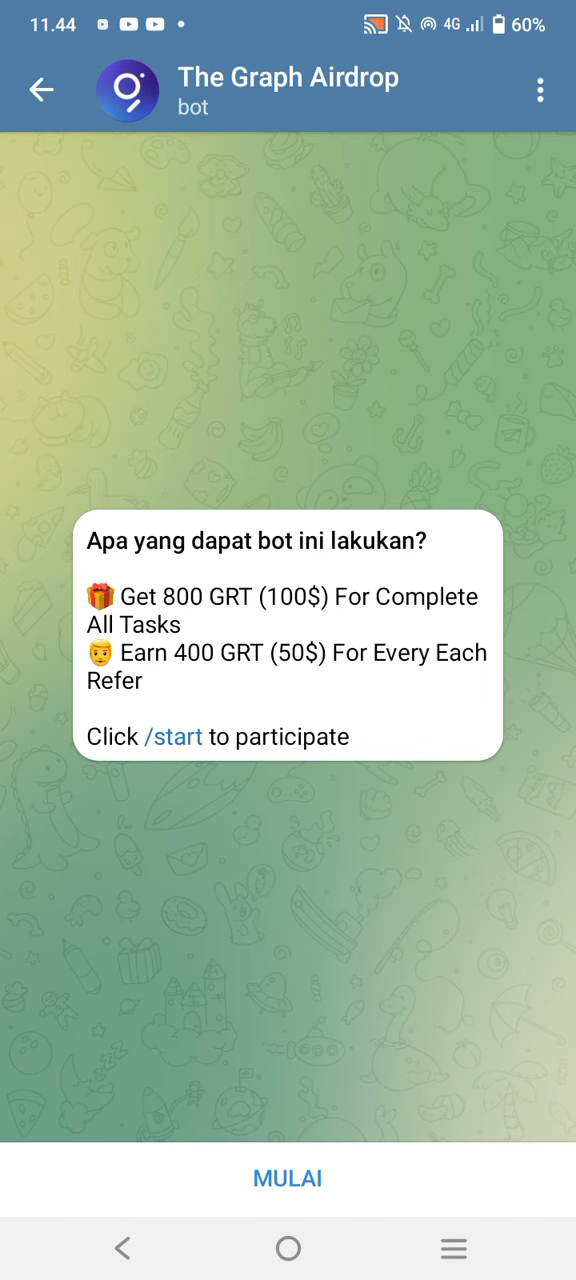 11.44
4G
60%
The Graph Airdrop
bot
Apa yang dapat bot ini lakukan?
🎁 Get 800 GRT (100$) For Complete
All Tasks
👨 Earn 400 GRT (50$) For Every Each
Refer
Click /start to participate
MULAI